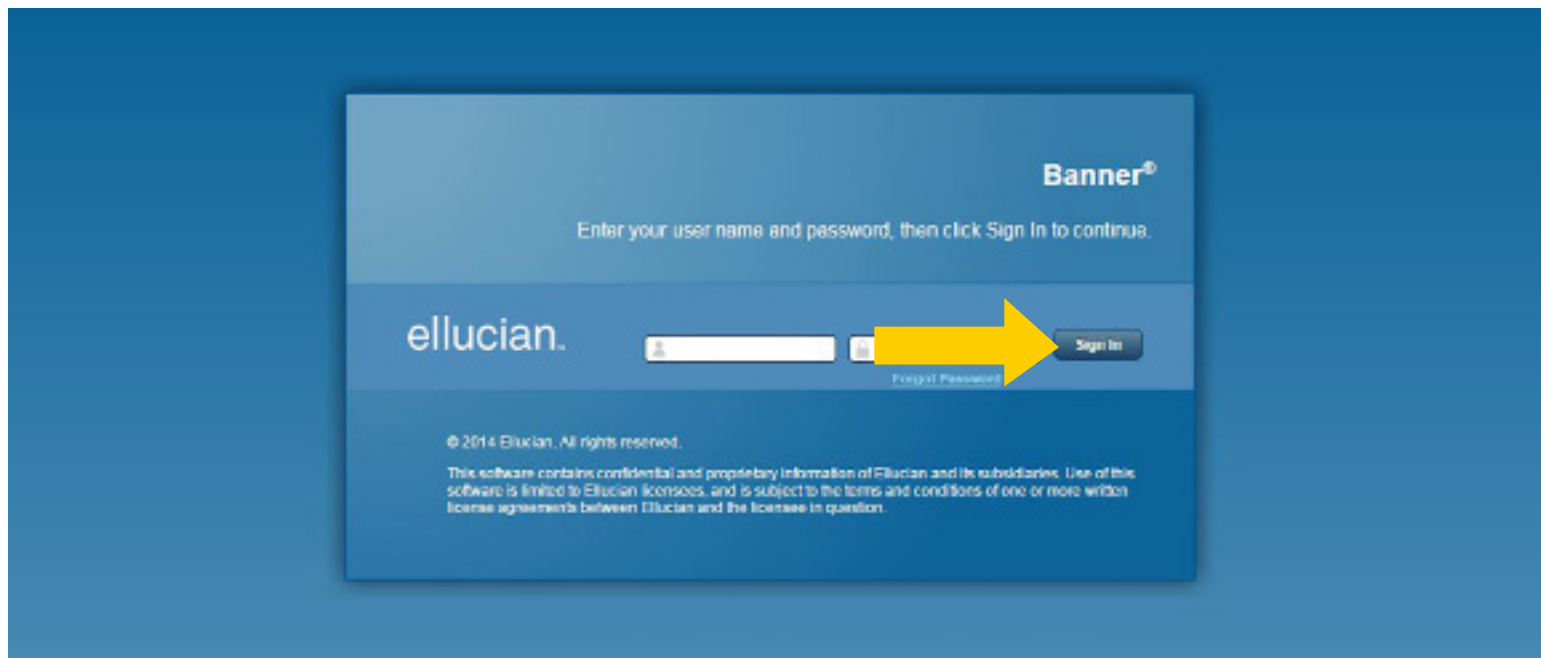 Banner®
Enter your user name and password, then click Sign In to continue.
ellucian.
Sign In
Forgot Password
© 2014 Ellucian. All rights reserved.
This software contains confidential and proprietary information of Ellucian and its subsidiaries. Use of this
software is limited to Ellucian licensees, and is subject to the terms and conditions of one or more written
license agreements between Ellucian and the licensee in question.